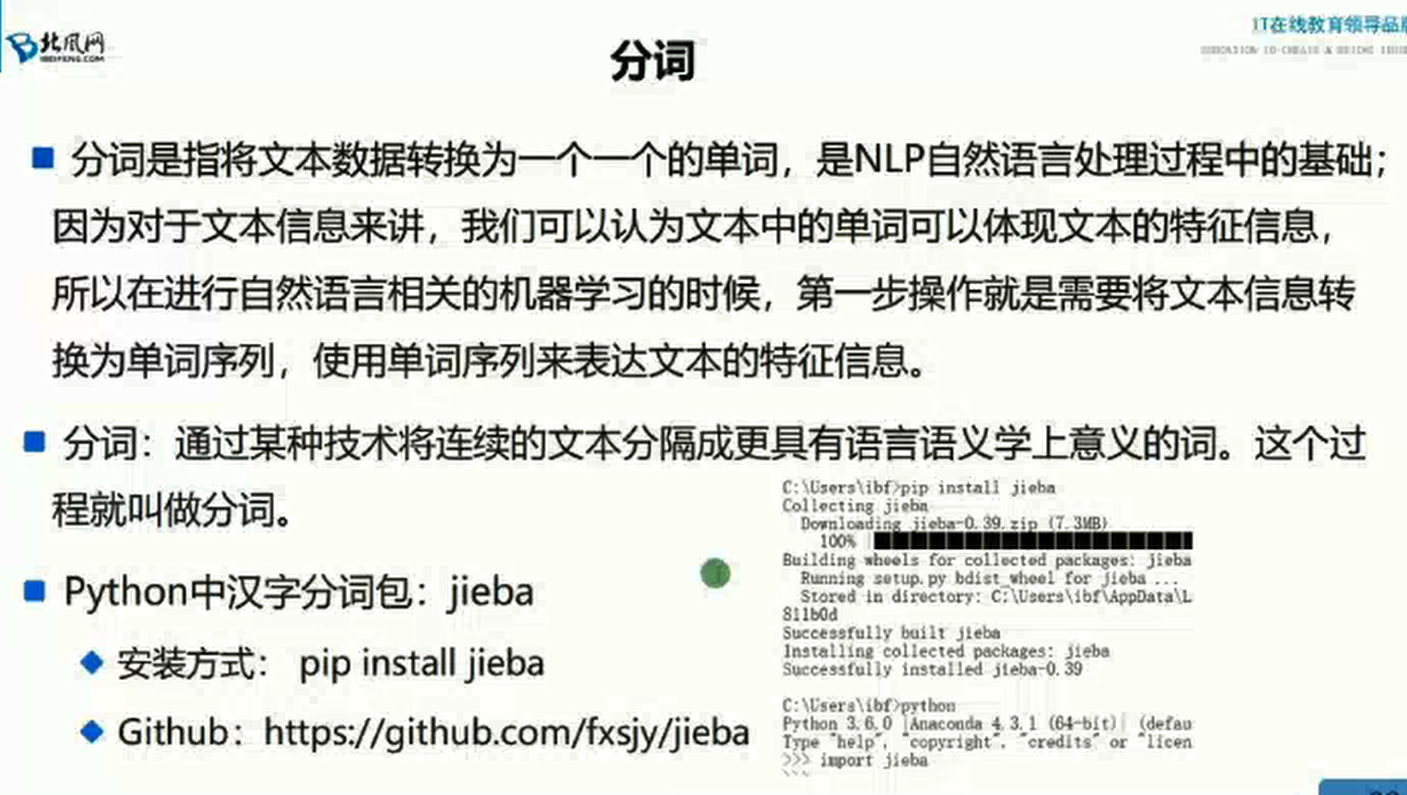 北风网
IBEIFENG.COM
IT在线教育领导品牌
分词
分词是指将文本数据转换为一个一个的单词，是NLP自然语言处理过程中的基础；
因为对于文本信息来讲，我们可以认为文本中的单词可以体现文本的特征信息，
所以在进行自然语言相关的机器学习的时候，第一步操作就是需要将文本信息转
换为单词序列，使用单词序列来表达文本的特征信息。
分词：通过某种技术将连续的文本分隔成更具有语言语义学上意义的词。这个过
程就叫做分词。
Python中汉字分词包：jieba
安装方式： pip install jieba
Github：https://github.com/fxsjy/jieba
C:\Users\ibf>pip install jieba
Collecting jieba
Downloading jieba-0.39.zip (7.3MB)
100%
Building wheels for collected packages: jieba
Running setup.py bdist_wheel for jieba ...
Stored in directory: C:\Users\ibf\AppData\L
811b0d
Successfully built jieba
Installing collected packages: jieba
Successfully installed jieba-0.39
C:\Users\ibf>python
Python 3.6.0 |Anaconda 4.3.1 (64-bit)| (defau
Type "help", "copyright", "credits" or "licen
>>> import jieba